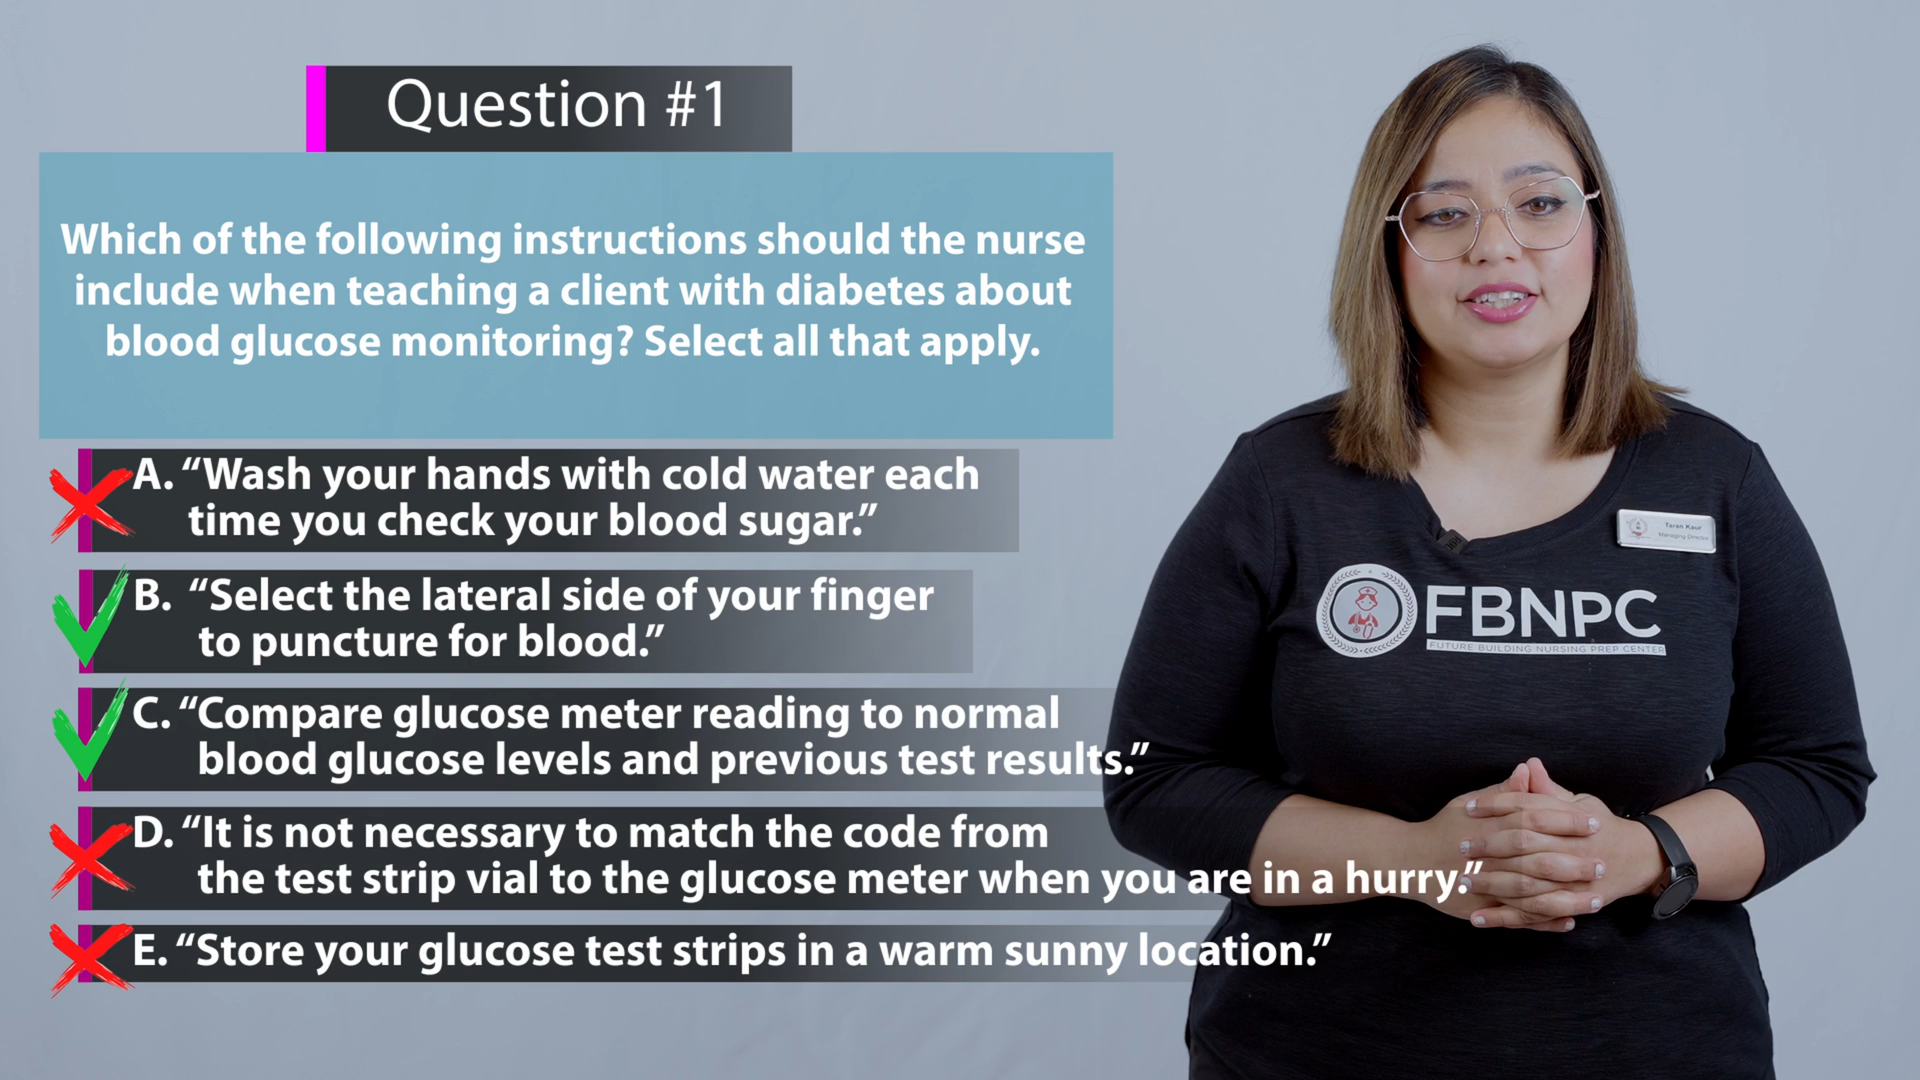 Question #1
Which of the following instructions should the nurse
include when teaching a client with diabetes about
blood glucose monitoring? Select all that apply.
A. “Wash your hands with cold water each
time you check your blood sugar.”
B. “Select the lateral side of your finger
to puncture for blood.”
C. “Compare glucose meter reading to normal
blood glucose levels and previous test results.”
D. “It is not necessary to match the code from
the test strip vial to the glucose meter when you are in a hurry.”
E. “Store your glucose test strips in a warm sunny location.”
Taran Kaur
Managing Director
FBNPC
FUTURE BUILDING NURSING PREP CENTER